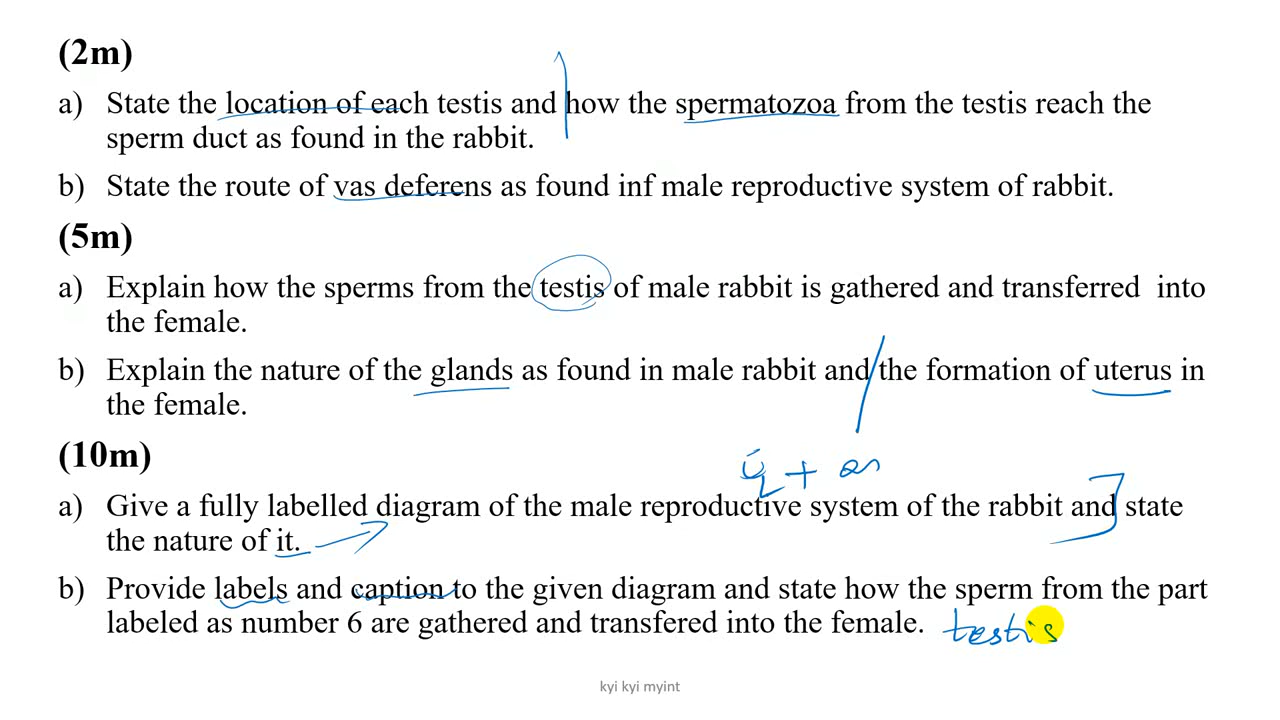 (2m)
a) State the location of each testis and how the spermatozoa from the testis reach the
sperm duct as found in the rabbit.
b) State the route of vas deferens as found inf male reproductive system of rabbit.
(5m)
a) Explain how the sperms from the testis of male rabbit is gathered and transferred into
the female.
b) Explain the nature of the glands as found in male rabbit and the formation of uterus in
the female.
(10m)
a) Give a fully labelled diagram of the male reproductive system of the rabbit and state
the nature of it.
b) Provide labels and caption to the given diagram and state how the sperm from the part
labeled as number 6 are gathered and transfered into the female. testis
kyi kyi myint